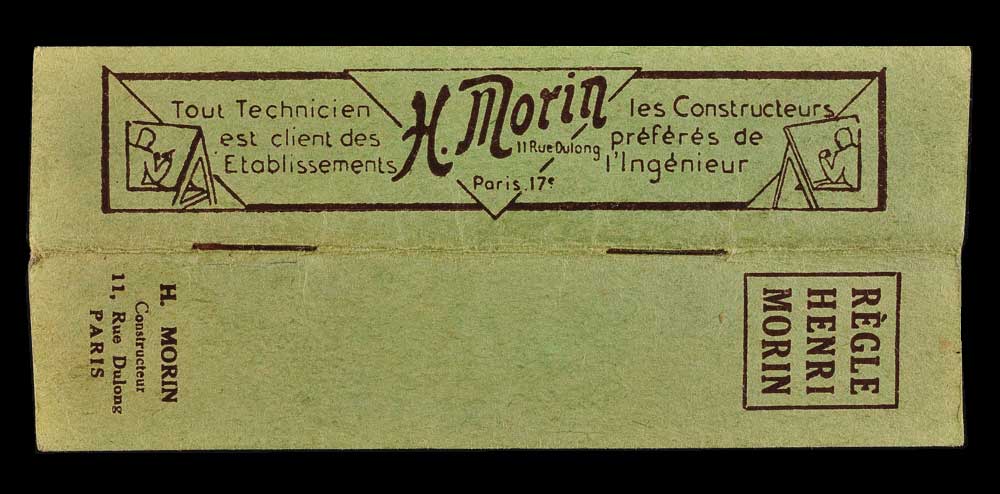 Tout Technicien
est client des
Etablissements
H. Morin
11 Rue Dulong
Paris. 17e
les Constructeurs
préférés de
l'Ingénieur
H. MORIN
Constructeur
11, Rue Dulong
PARIS
RÈGLE
HENRI
MORIN